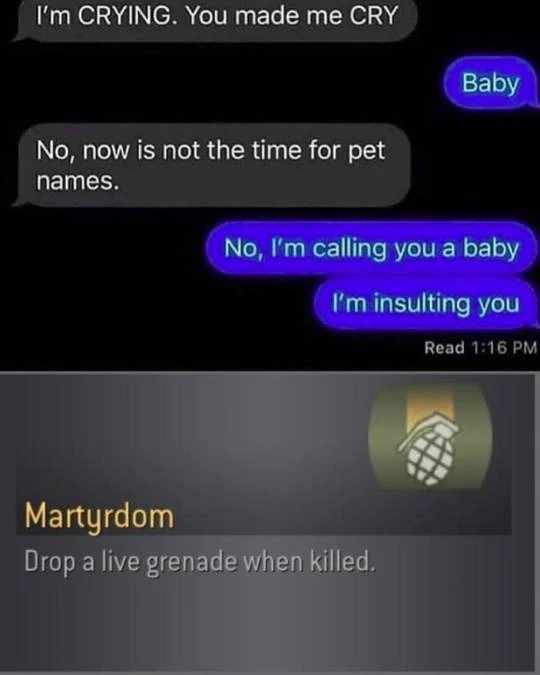 I'm CRYING. You made me CRY
Baby
No, now is not the time for pet
names.
No, I'm calling you a baby
I'm insulting you
Read 1:16 PM
Martyrdom
Drop a live grenade when killed.